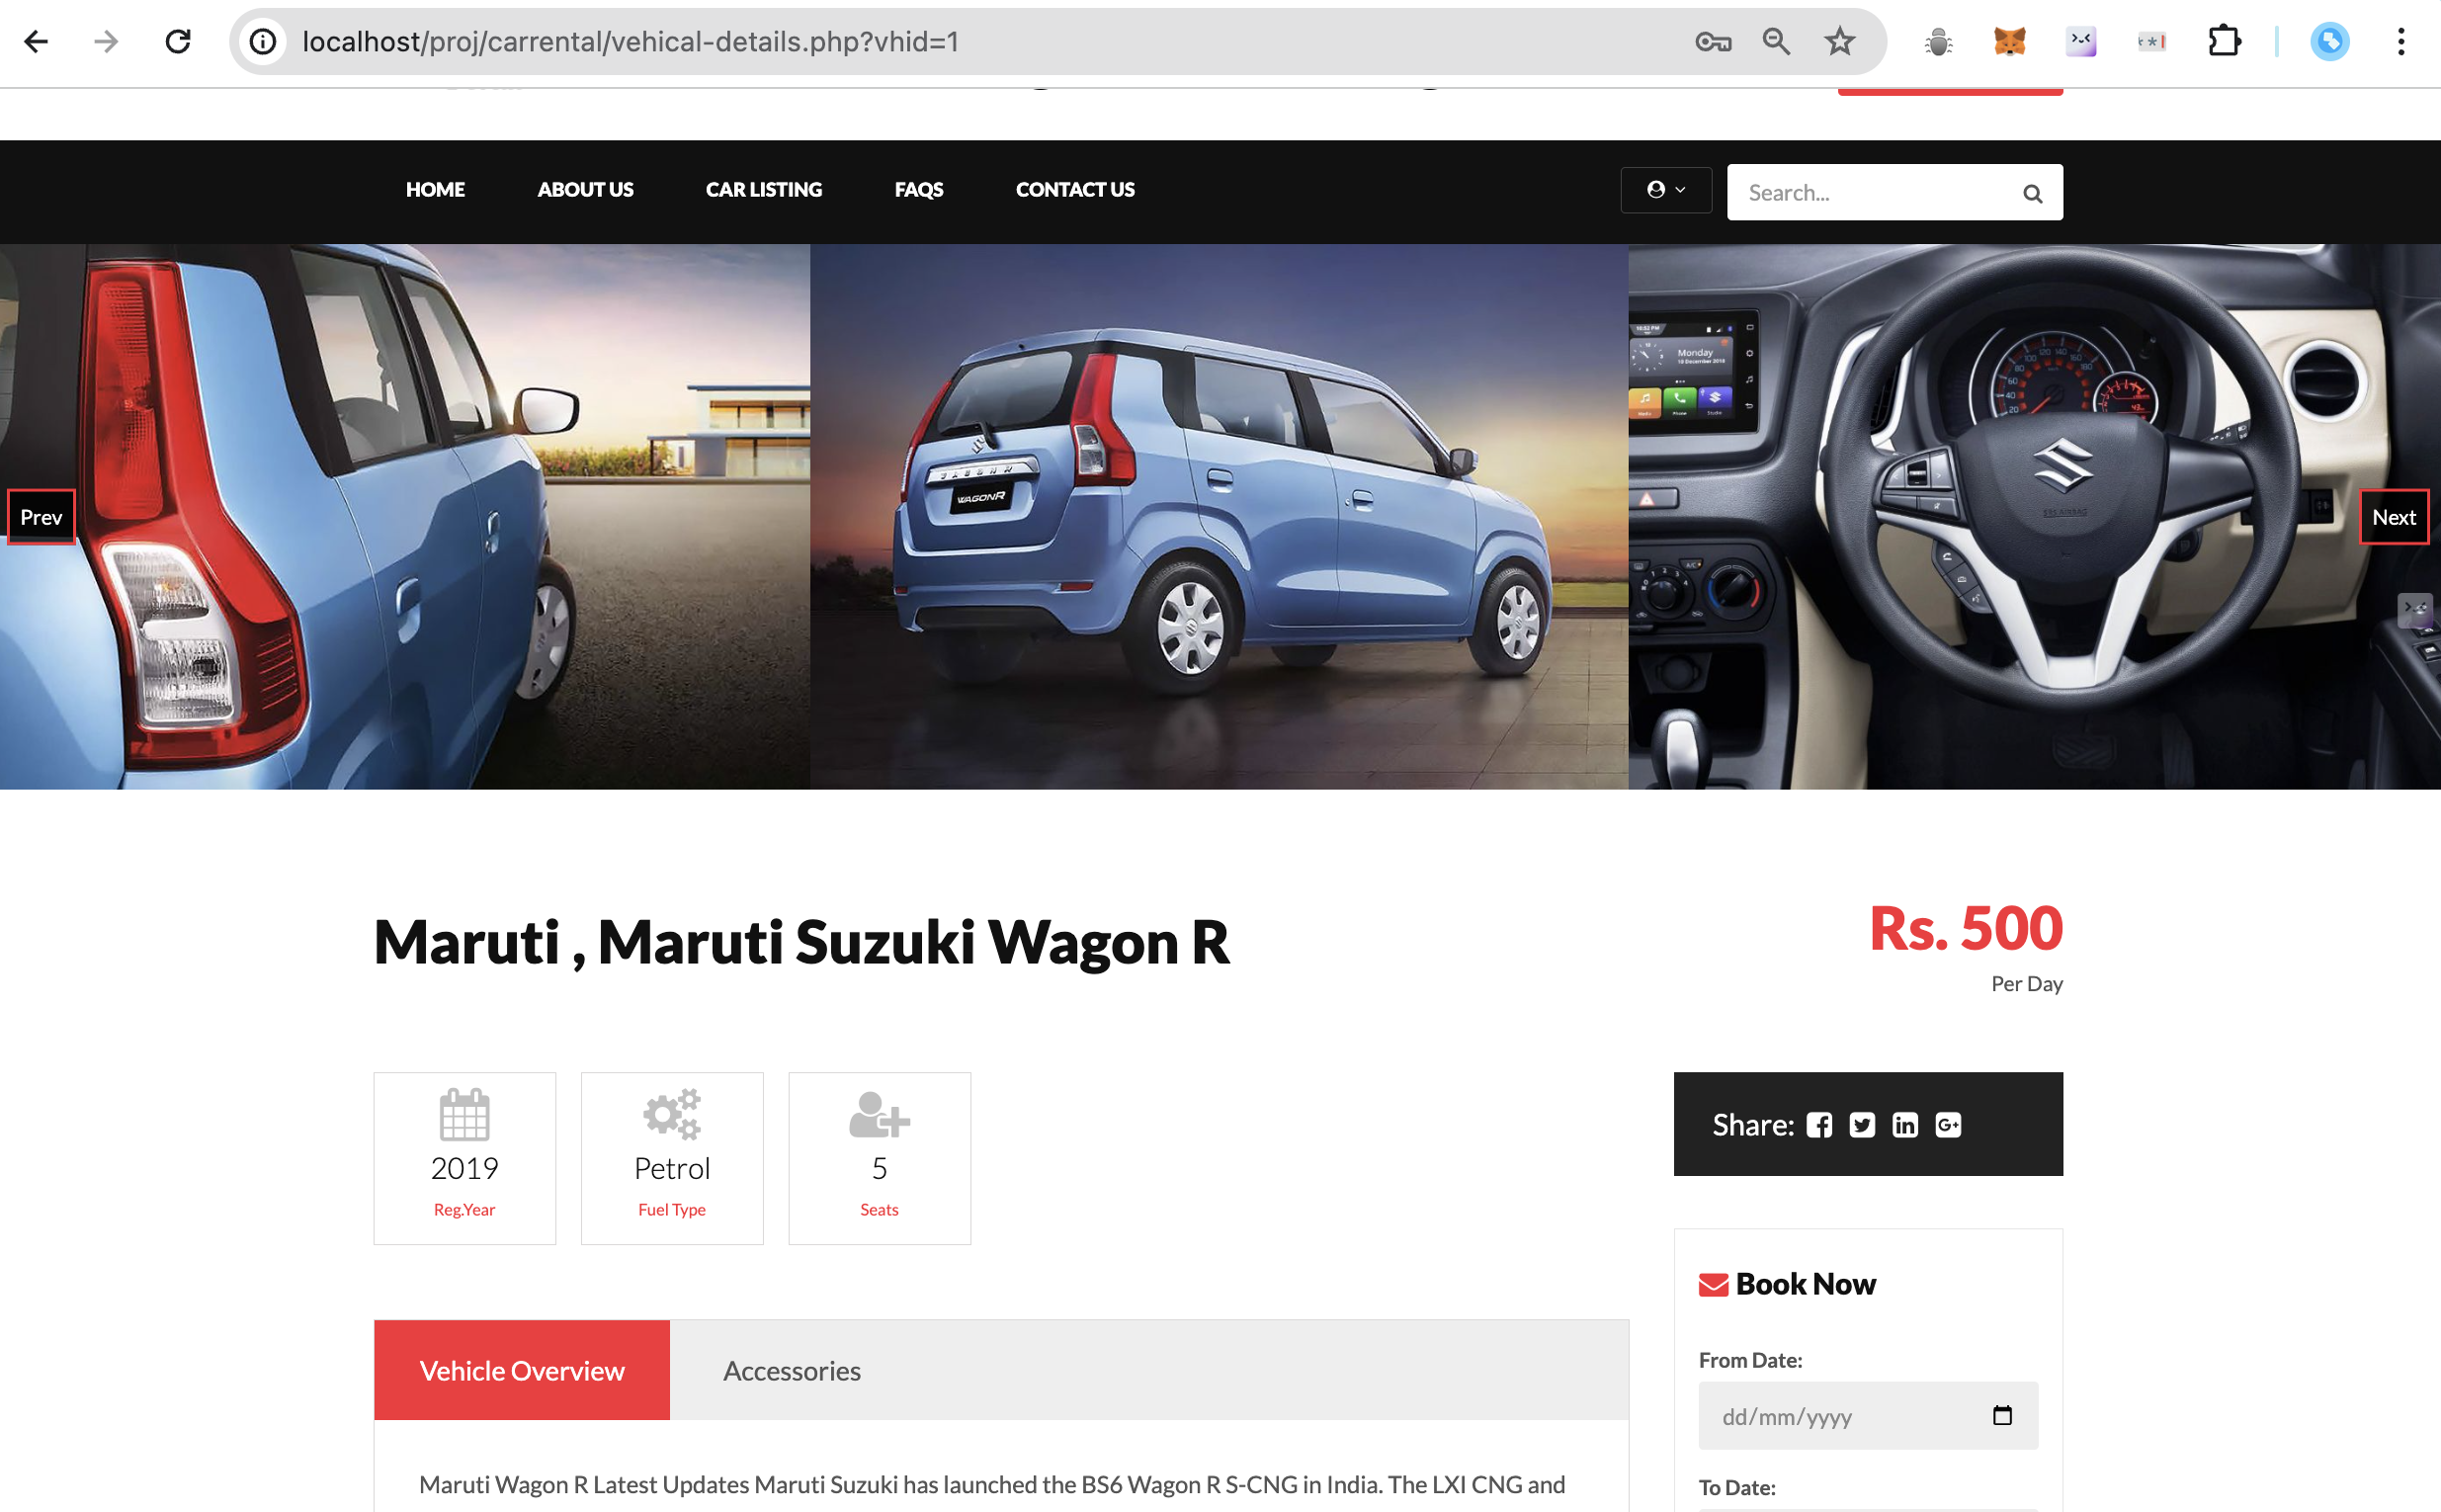 localhost/proj/carrental/vehical-details.php?vhid=1
HOME ABOUT US CAR LISTING FAQS CONTACT US Search...
Prev
WAGONR
WAGONR
Monday
Next
Maruti , Maruti Suzuki Wagon R
Rs. 500
Per Day
2019
Reg.Year
Petrol
Fuel Type
5
Seats
Share:
Book Now
From Date:
dd/mm/yyyy
To Date:
Vehicle Overview Accessories
Maruti Wagon R Latest Updates Maruti Suzuki has launched the BS6 Wagon R S-CNG in India. The LXI CNG and